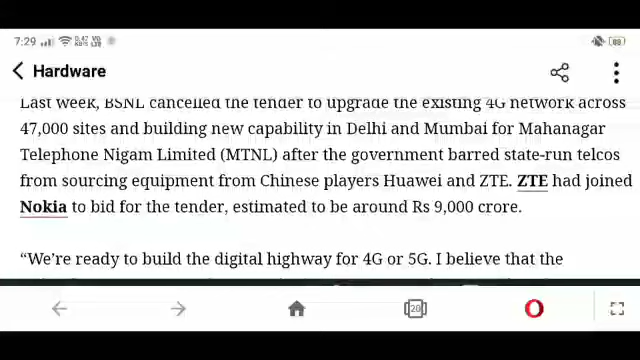 7:29
88
Hardware
Last week, BSNL cancelled the tender to upgrade the existing 4G network across
47,000 sites and building new capability in Delhi and Mumbai for Mahanagar
Telephone Nigam Limited (MTNL) after the government barred state-run telcos
from sourcing equipment from Chinese players Huawei and ZTE. ZTE had joined
Nokia to bid for the tender, estimated to be around Rs 9,000 crore.
“We’re ready to build the digital highway for 4G or 5G. I believe that the
20